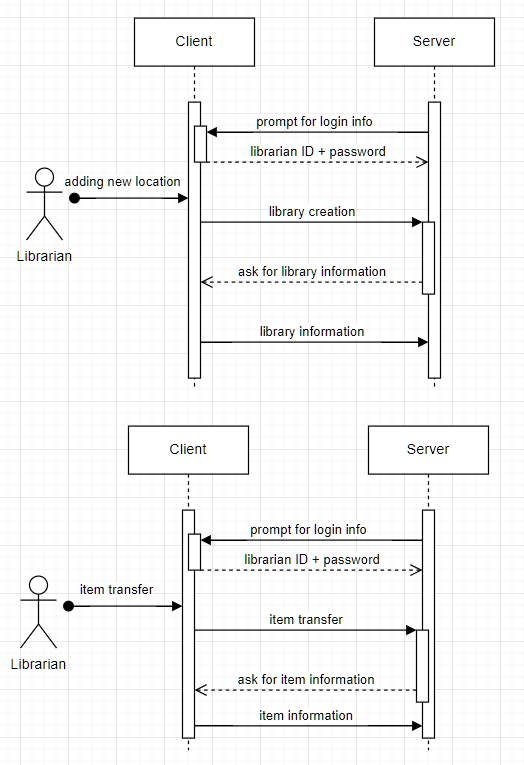 Client
Server
prompt for login info
librarian ID + password
adding new location
library creation
Librarian
ask for library information
library information
Client
Server
prompt for login info
librarian ID + password
item transfer
item transfer
Librarian
ask for item information
item information